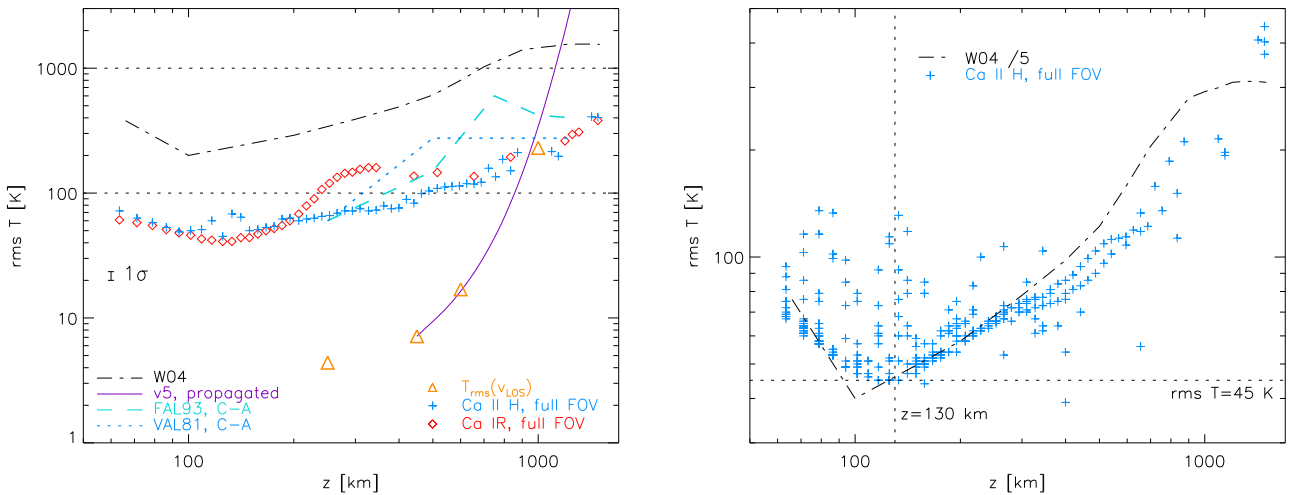 1000
100
10
1
rms T [K]
1σ
W04
v5, propagated
FAL93, C-A
VAL81, C-A
T_rms(v_LOS)
Ca II H, full FOV
Ca IR, full FOV
100
1000
z [km]
W04 /5
Ca II H, full FOV
100
rms T [K]
rms T=45 K
z=130 km
100
1000
z [km]